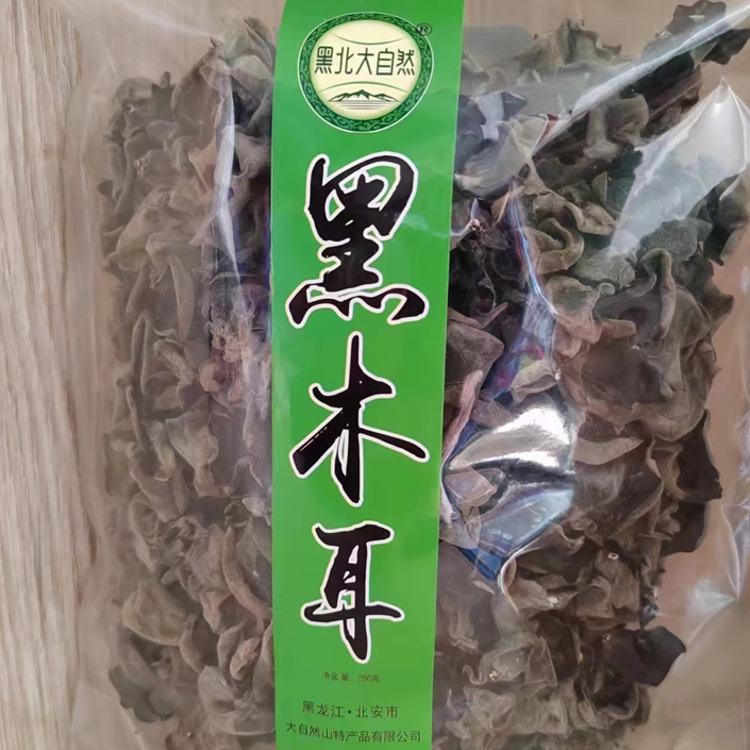 黑北大自然®
黑木耳
净含量：250克
黑龙江·北安市
大自然山特产品有限公司